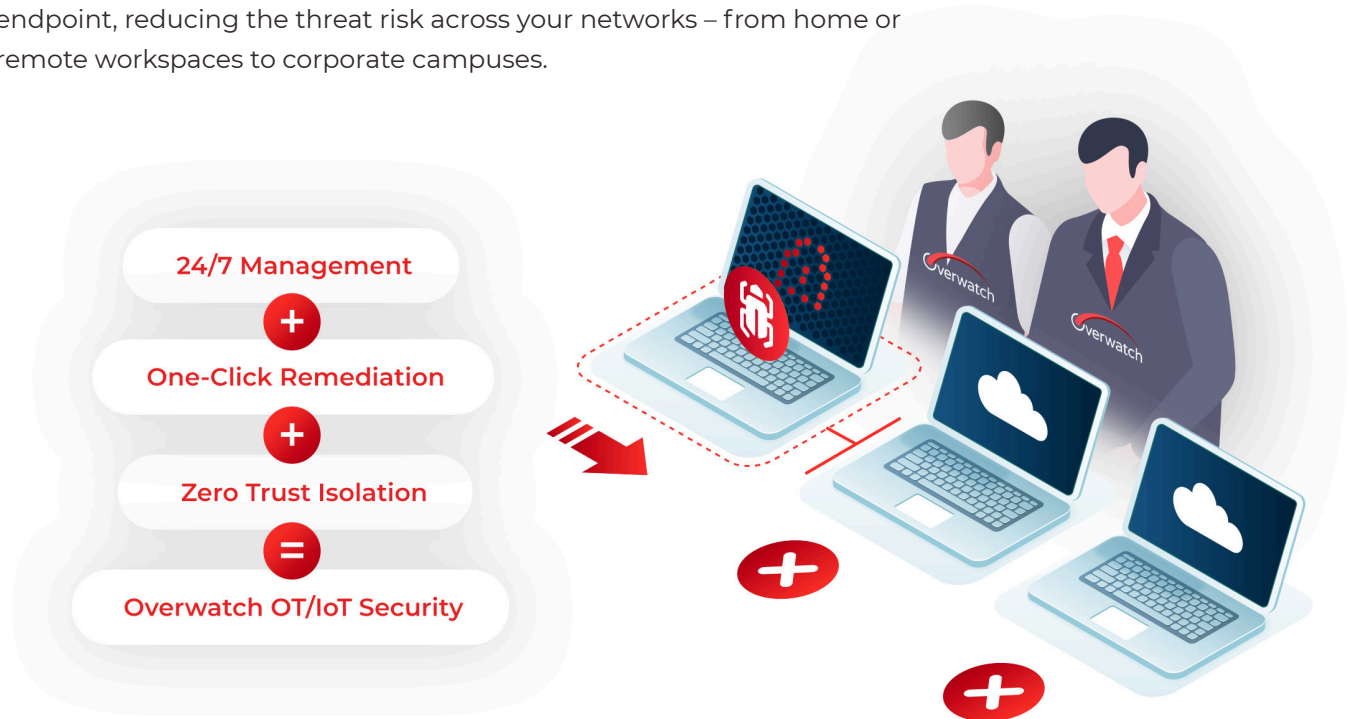 endpoint, reducing the threat risk across your networks – from home or
remote workspaces to corporate campuses.
24/7 Management
+
One-Click Remediation
+
Zero Trust Isolation
=
Overwatch OT/IoT Security
Overwatch
Overwatch